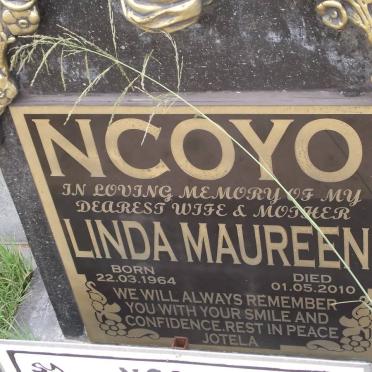 NCOYO
IN LOVING MEMORY OF MY
DEAREST WIFE & MOTHER
LINDA MAUREEN
BORN DIED
22.03.1964 01.05.2010
WE WILL ALWAYS REMEMBER
YOU WITH YOUR SMILE AND
CONFIDENCE.REST IN PEACE
JOTELA